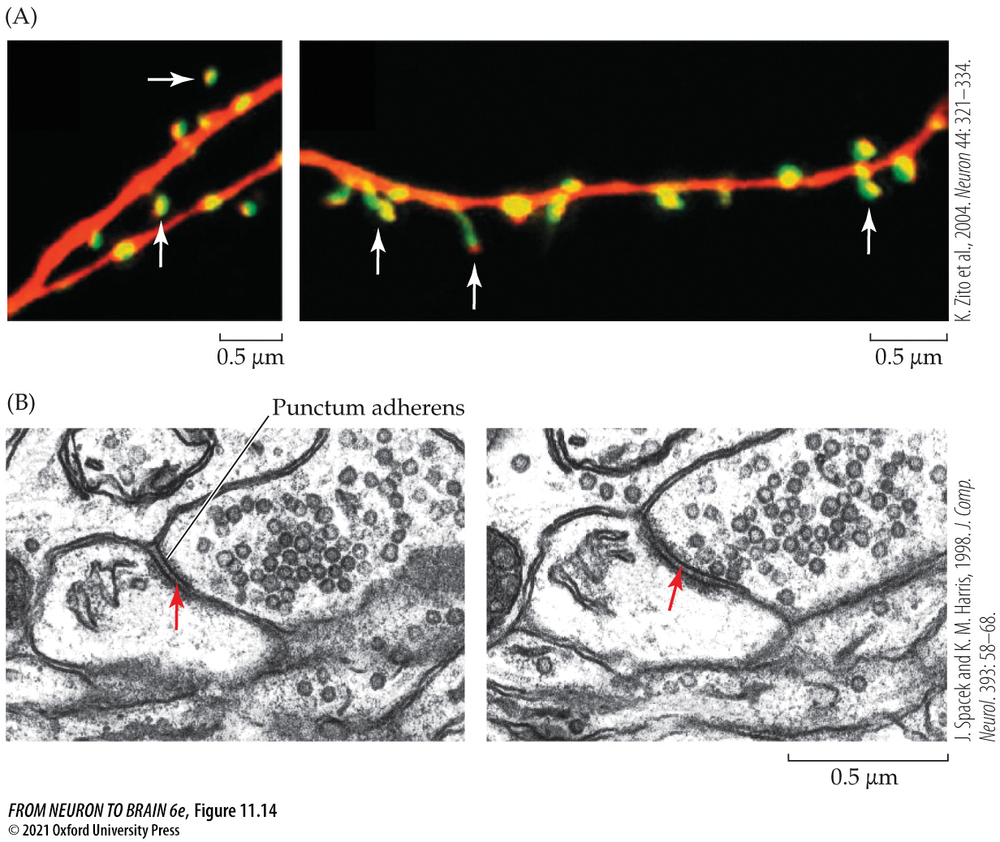 (A)
K. Zito et al., 2004. Neuron 44: 321–334.
0.5 μm
0.5 μm
(B)
Punctum adherens
J. Spacek and K. M. Harris, 1998. J. Comp.
Neurol. 393: 58–68.
0.5 μm
FROM NEURON TO BRAIN 6e, Figure 11.14
© 2021 Oxford University Press